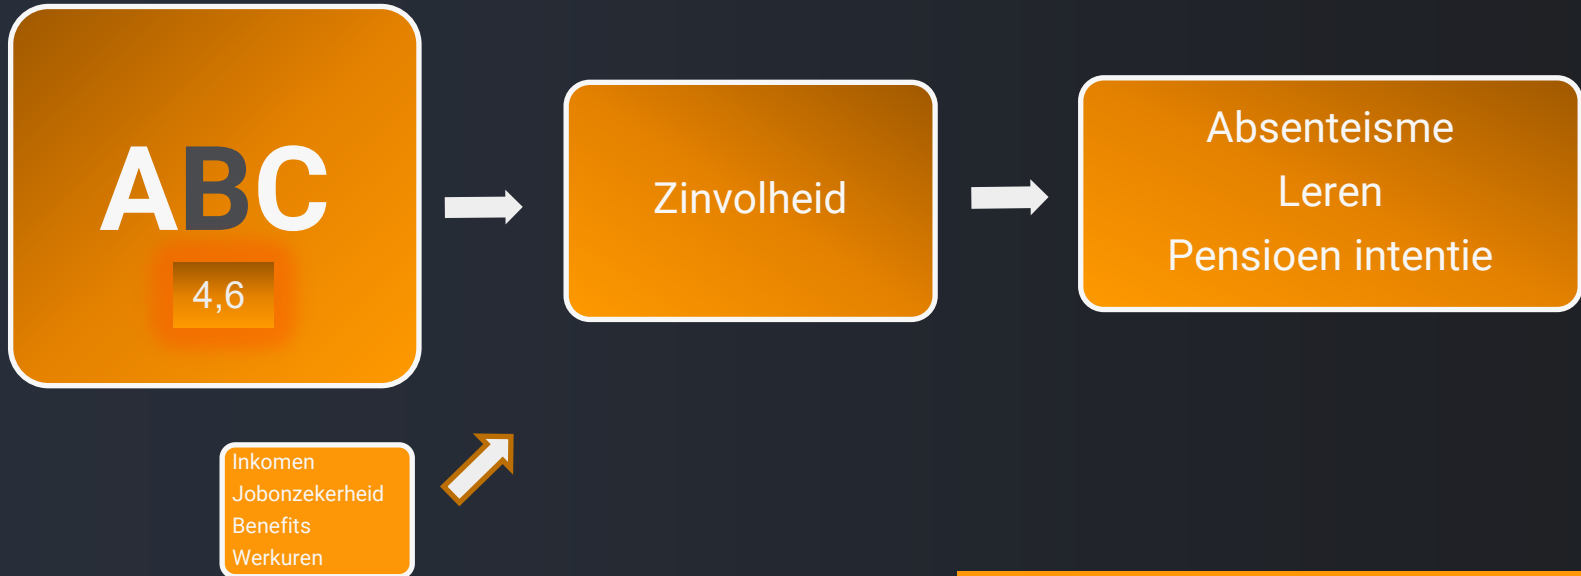 ABC
4,6
Zinvolheid
Absenteisme
Leren
Pensioen intentie
Inkomen
Jobonzekerheid
Benefits
Werkuren